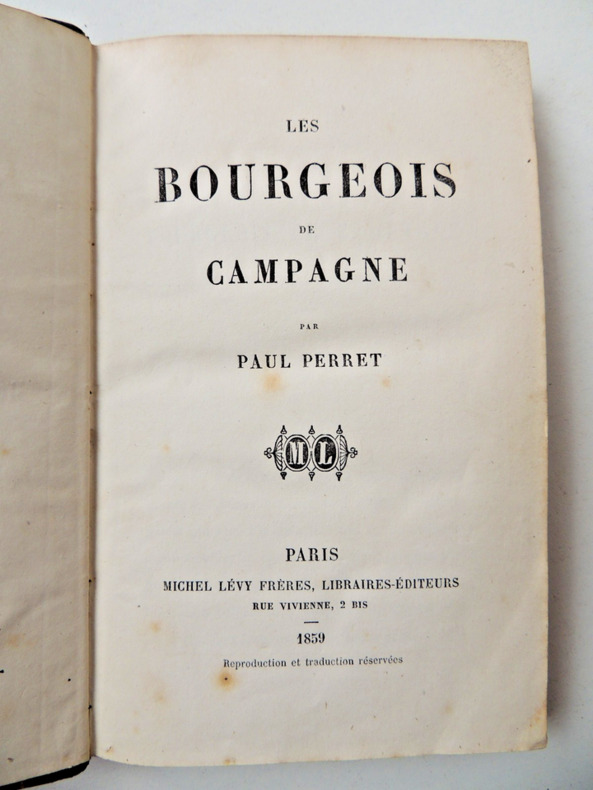 LES
BOURGEOIS
DE
CAMPAGNE
PAR
PAUL PERRET
ML
PARIS
MICHEL LÉVY FRÈRES, LIBRAIRES-ÉDITEURS
RUE VIVIENNE, 2 BIS
1859
Reproduction et traduction réservées